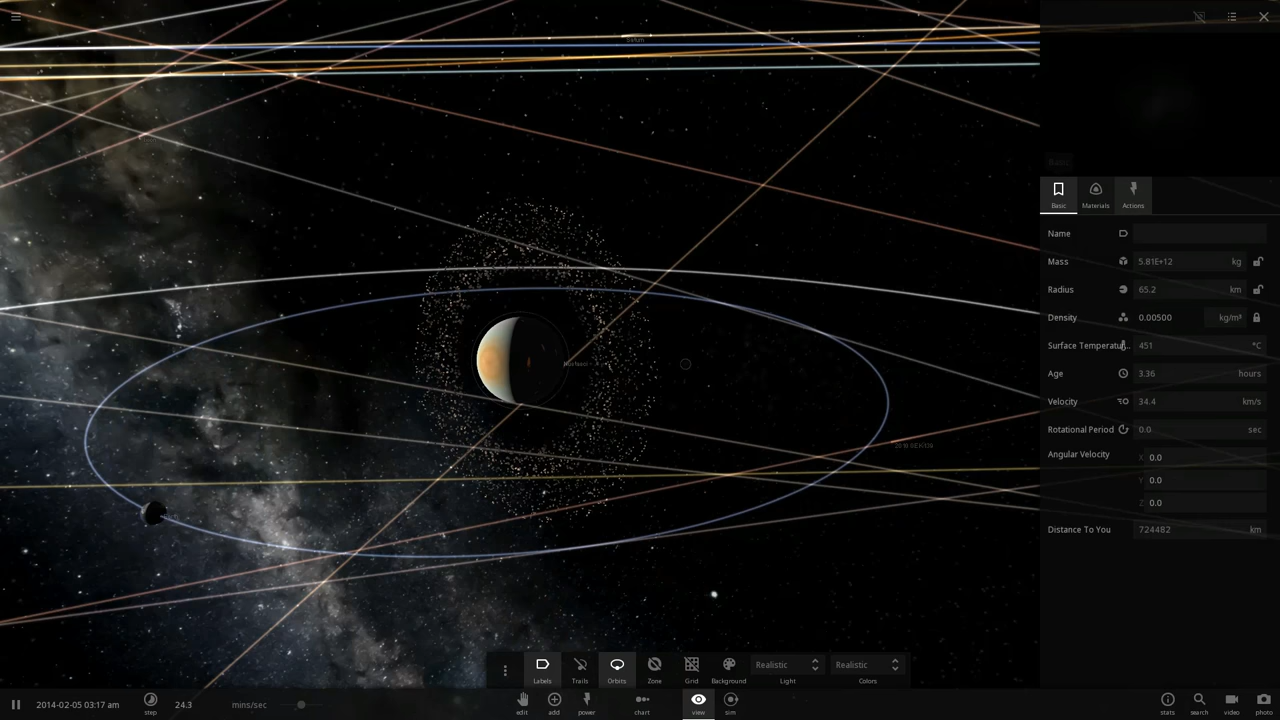 Saturn
Basic
Basic
Materials
Actions
Name
Mass 5.81E+12 kg
Radius 65.2 km
Density 0.00500 kg/m³
Surface Temperatu... 451 °C
Age 3.36 hours
Velocity 34.4 km/s
Rotational Period 0.0 sec
Angular Velocity X 0.0
Y 0.0
Z 0.0
Distance To You 724482 km
Labels
Trails
Orbits
Zone
Grid
Background
Realistic
Light
Realistic
Colors
2014-02-05 03:17 am
step
24.3 mins/sec
edit
add
power
chart
view
sim
stats
search
video
photo